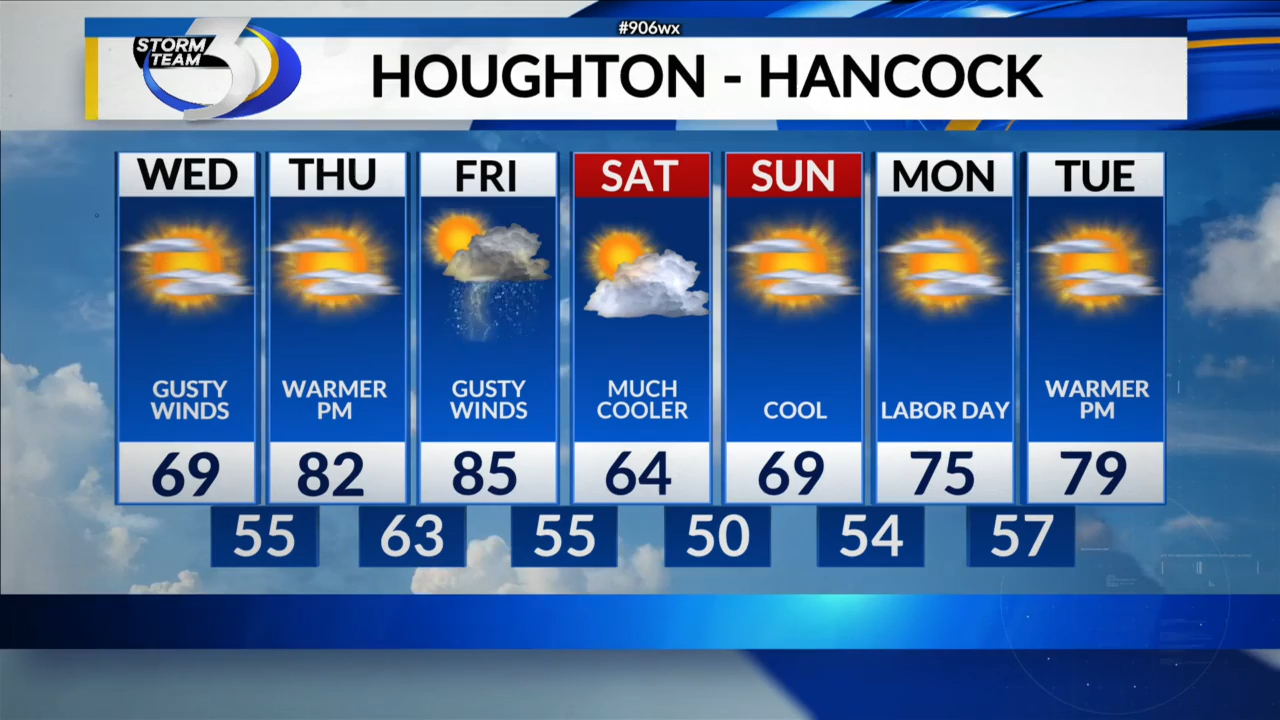 #906wx
STORM
TEAM
3
HOUGHTON - HANCOCK
WED
THU
FRI
SAT
SUN
MON
TUE
GUSTY
WINDS
WARMER
PM
GUSTY
WINDS
MUCH
COOLER
COOL
LABOR DAY
WARMER
PM
69
82
85
64
69
75
79
55
63
55
50
54
57